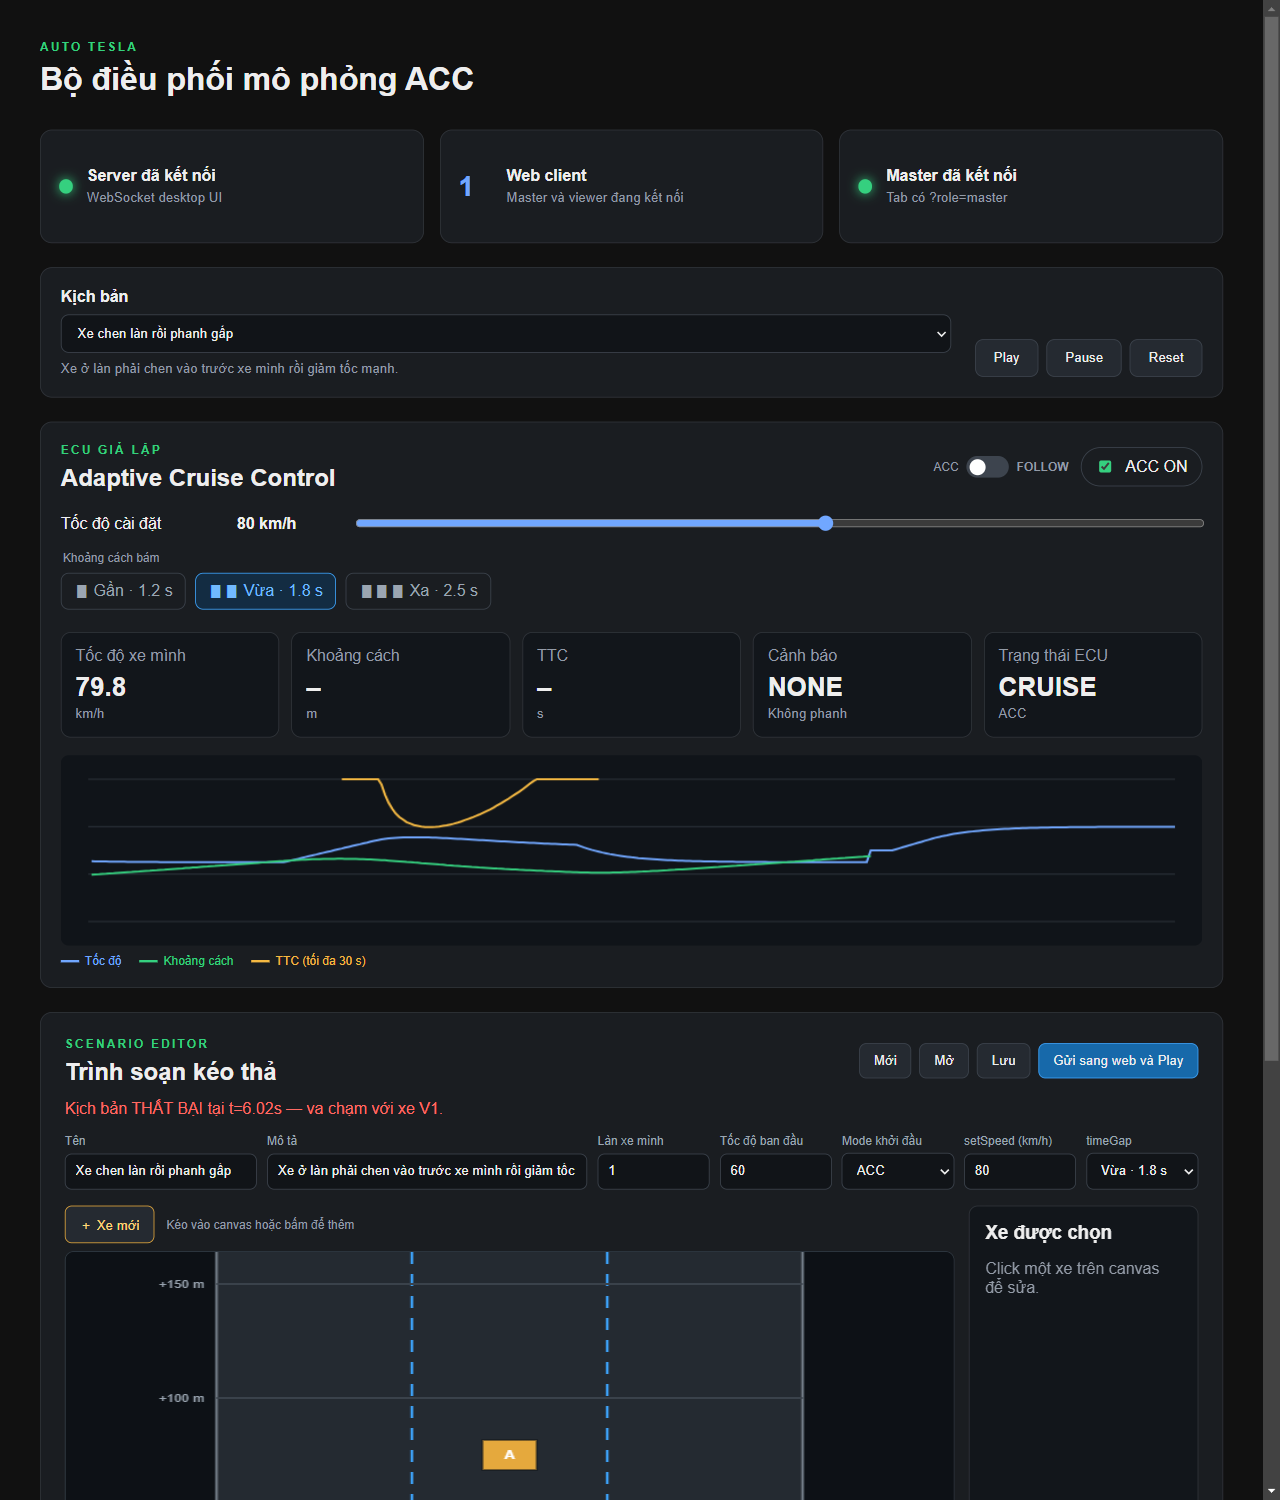 AUTO TESLA
Bộ điều phối mô phỏng ACC
Server đã kết nối
WebSocket desktop UI
1
Web client
Master và viewer đang kết nối
Master đã kết nối
Tab có ?role=master
Kịch bản
Xe chen làn rồi phanh gấp
Xe ở làn phải chen vào trước xe mình rồi giảm tốc mạnh.
Play
Pause
Reset
ECU GIẢ LẬP
Adaptive Cruise Control
ACC
FOLLOW
ACC ON
Tốc độ cài đặt
80 km/h
Khoảng cách bám
Gần · 1.2 s
Vừa · 1.8 s
Xa · 2.5 s
Tốc độ xe mình
79.8
km/h
Khoảng cách
–
m
TTC
–
s
Cảnh báo
NONE
Không phanh
Trạng thái ECU
CRUISE
ACC
Tốc độ
Khoảng cách
TTC (tối đa 30 s)
SCENARIO EDITOR
Trình soạn kéo thả
Mới
Mở
Lưu
Gửi sang web và Play
Kịch bản THẤT BẠI tại t=6.02s — va chạm với xe V1.
Tên
Mô tả
Làn xe mình
Tốc độ ban đầu
Mode khởi đầu
setSpeed (km/h)
timeGap
Xe chen làn rồi phanh gấp
Xe ở làn phải chen vào trước xe mình rồi giảm tốc
1
60
ACC
80
Vừa · 1.8 s
+ Xe mới
Kéo vào canvas hoặc bấm để thêm
Xe được chọn
Click một xe trên canvas
để sửa.
+150 m
+100 m
A